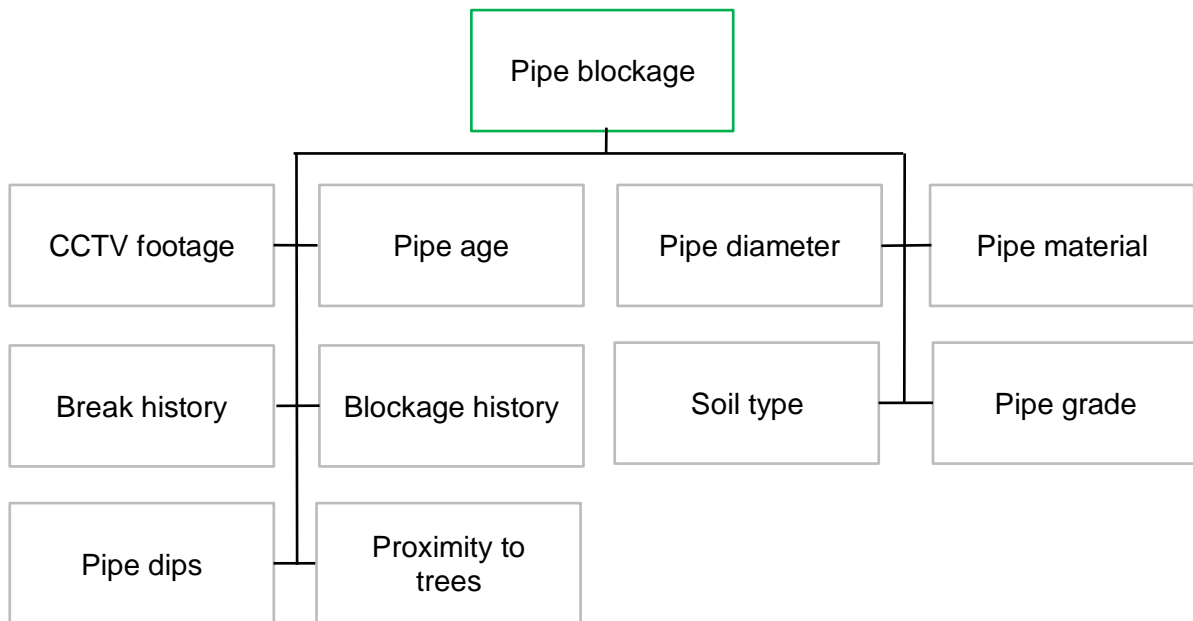 Pipe blockage
CCTV footage
Pipe age
Pipe diameter
Pipe material
Break history
Blockage history
Soil type
Pipe grade
Pipe dips
Proximity to
trees